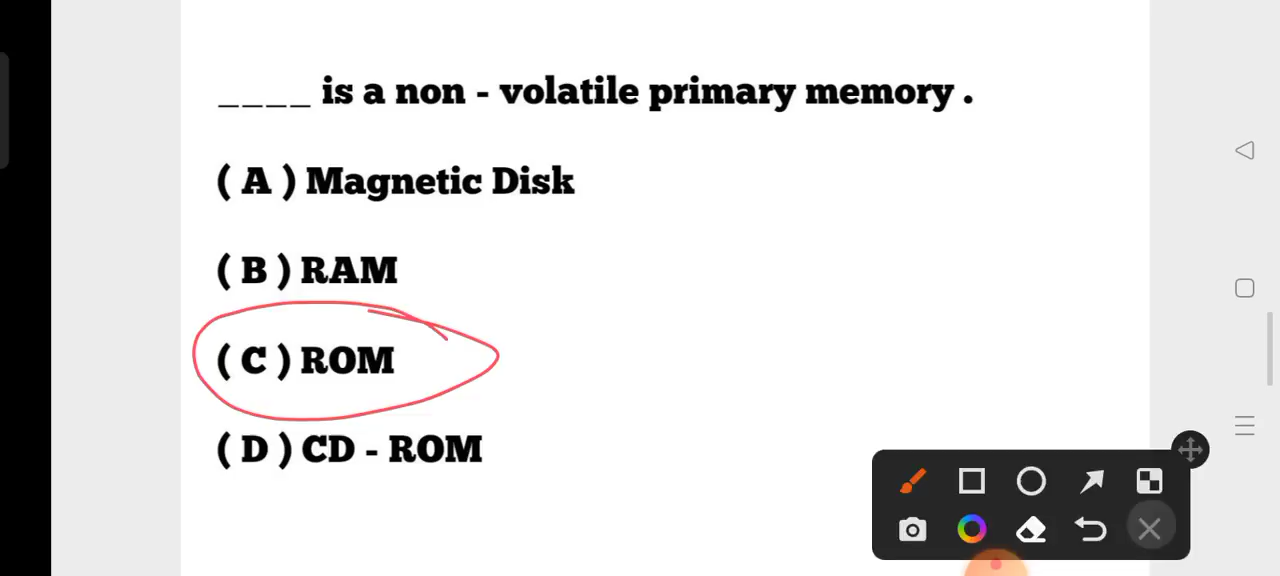 ____ is a non - volatile primary memory .
( A ) Magnetic Disk
( B ) RAM
( C ) ROM
( D ) CD - ROM